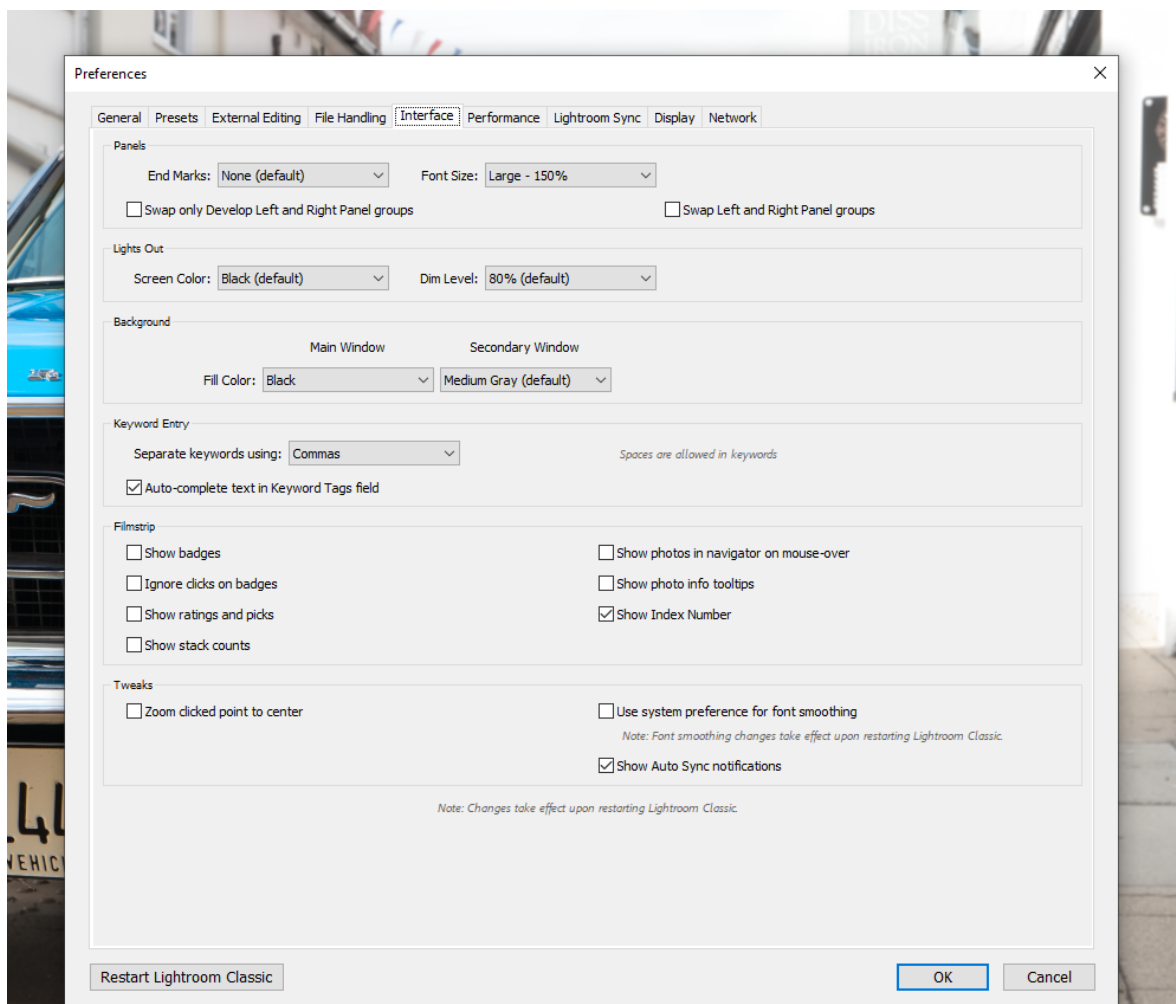 DISS
IRON
Preferences
General Presets External Editing File Handling Interface Performance Lightroom Sync Display Network
Panels
End Marks: None (default) Font Size: Large - 150%
Swap only Develop Left and Right Panel groups Swap Left and Right Panel groups
Lights Out
Screen Color: Black (default) Dim Level: 80% (default)
Background
Main Window Secondary Window
Fill Color: Black Medium Gray (default)
Keyword Entry
Separate keywords using: Commas Spaces are allowed in keywords
Auto-complete text in Keyword Tags field
Filmstrip
Show badges Show photos in navigator on mouse-over
Ignore clicks on badges Show photo info tooltips
Show ratings and picks Show Index Number
Show stack counts
Tweaks
Zoom clicked point to center Use system preference for font smoothing
Note: Font smoothing changes take effect upon restarting Lightroom Classic.
Show Auto Sync notifications
Note: Changes take effect upon restarting Lightroom Classic.
Restart Lightroom Classic OK Cancel